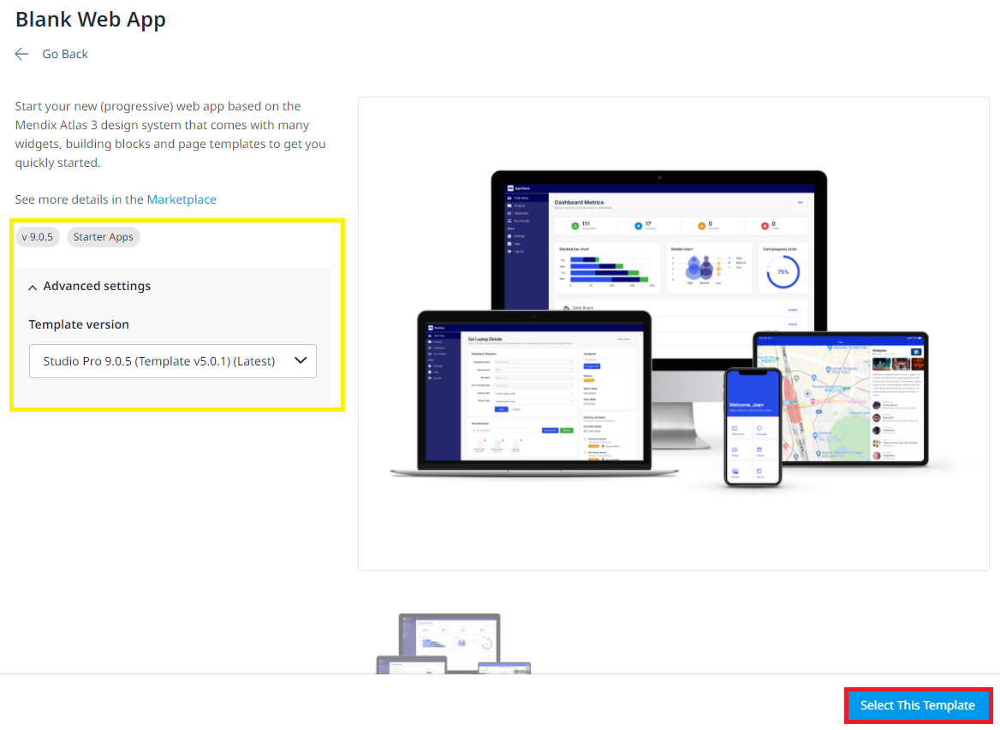 Blank Web App
Go Back
Start your new (progressive) web app based on the
Mendix Atlas 3 design system that comes with many
widgets, building blocks and page templates to get you
quickly started.
See more details in the Marketplace
v 9.0.5 Starter Apps
Advanced settings
Template version
Studio Pro 9.0.5 (Template v5.0.1) (Latest)
Dashboard Metrics
111 17 0 0
Stacked bar chart Bubble chart
75%
Set Laptop Details
Employee Request
Attachments
Welcome, Joan
Select This Template